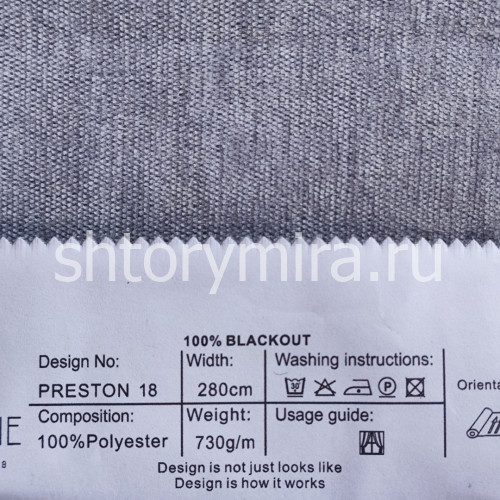 shtorymira.ru
100% BLACKOUT
Design No: Width: Washing instructions:
PRESTON 18 280cm 30 P
Composition: Weight: Usage guide:
100%Polyester 730g/m
Design is not just looks like
Design is how it works